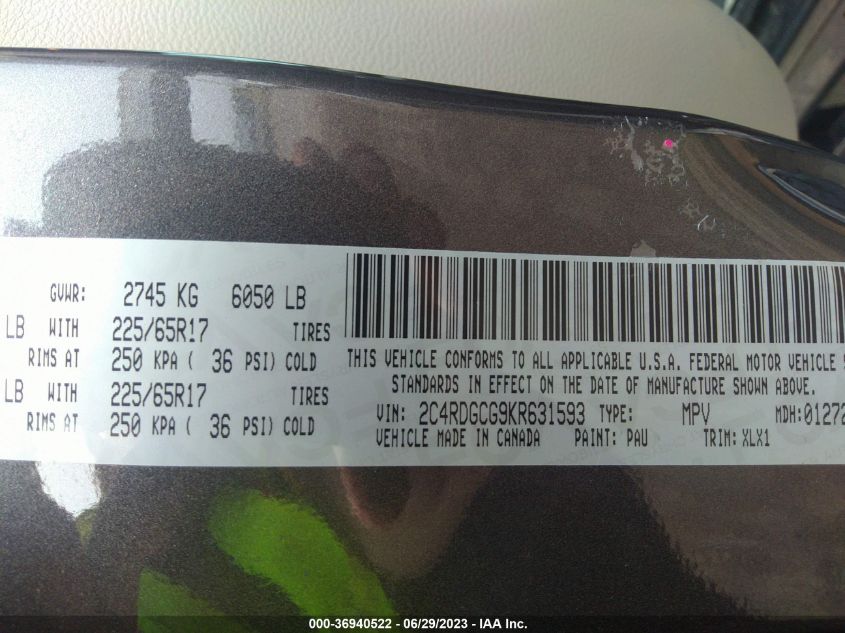 GVWR: 2745 KG 6050 LB
LB WITH 225/65R17 TIRES
RIMS AT 250 KPA ( 36 PSI) COLD
LB WITH 225/65R17 TIRES
RIMS AT 250 KPA ( 36 PSI) COLD
THIS VEHICLE CONFORMS TO ALL APPLICABLE U.S.A. FEDERAL MOTOR VEHICLE
STANDARDS IN EFFECT ON THE DATE OF MANUFACTURE SHOWN ABOVE.
VIN: 2C4RDGCG9KR631593 TYPE: MPV MDH: 01272
VEHICLE MADE IN CANADA PAINT: PAU TRIM: XLX1
000-36940522 - 06/29/2023 - IAA Inc.